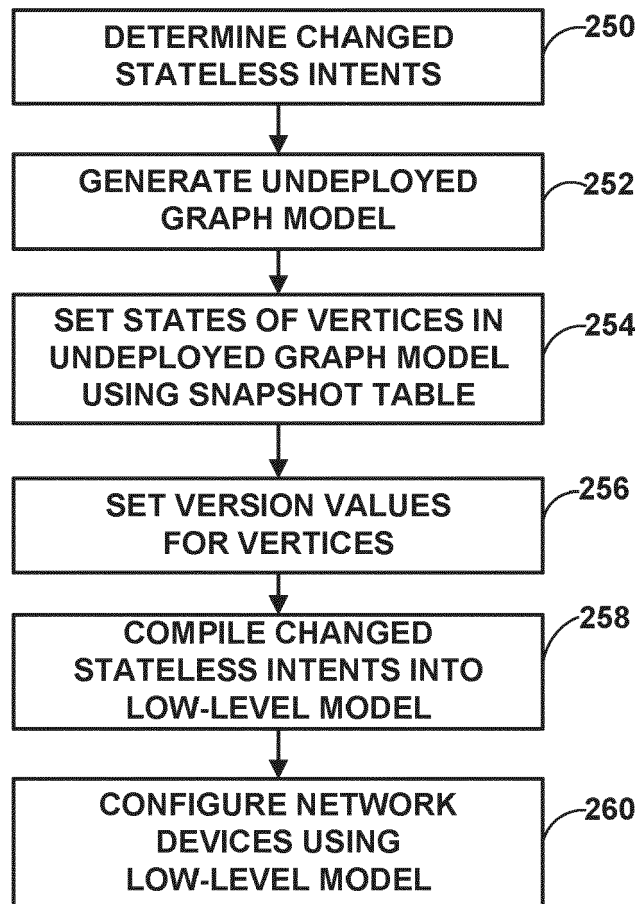 DETERMINE CHANGED
STATELESS INTENTS
250
GENERATE UNDEPLOYED
GRAPH MODEL
252
SET STATES OF VERTICES IN
UNDEPLOYED GRAPH MODEL
USING SNAPSHOT TABLE
254
SET VERSION VALUES
FOR VERTICES
256
COMPILE CHANGED
STATELESS INTENTS INTO
LOW-LEVEL MODEL
258
CONFIGURE NETWORK
DEVICES USING
LOW-LEVEL MODEL
260